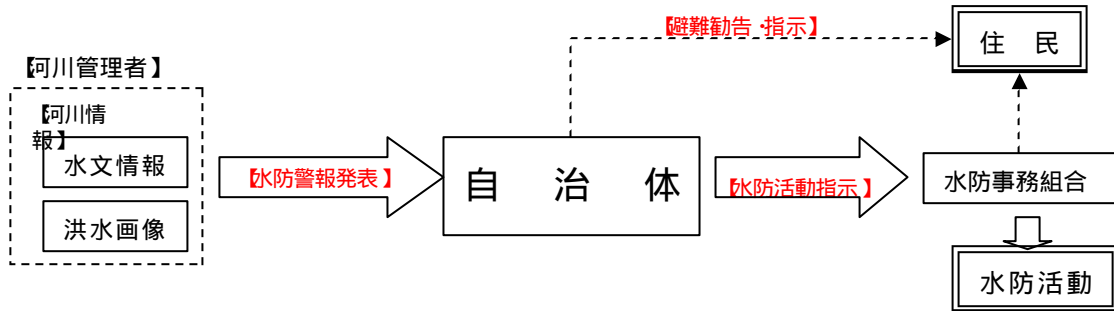 【避難勧告・指示】
住　民
【河川管理者】
【河川情
報】
水文情報
洪水画像
【水防警報発表】
自　治　体
【水防活動指示】
水防事務組合
水防活動